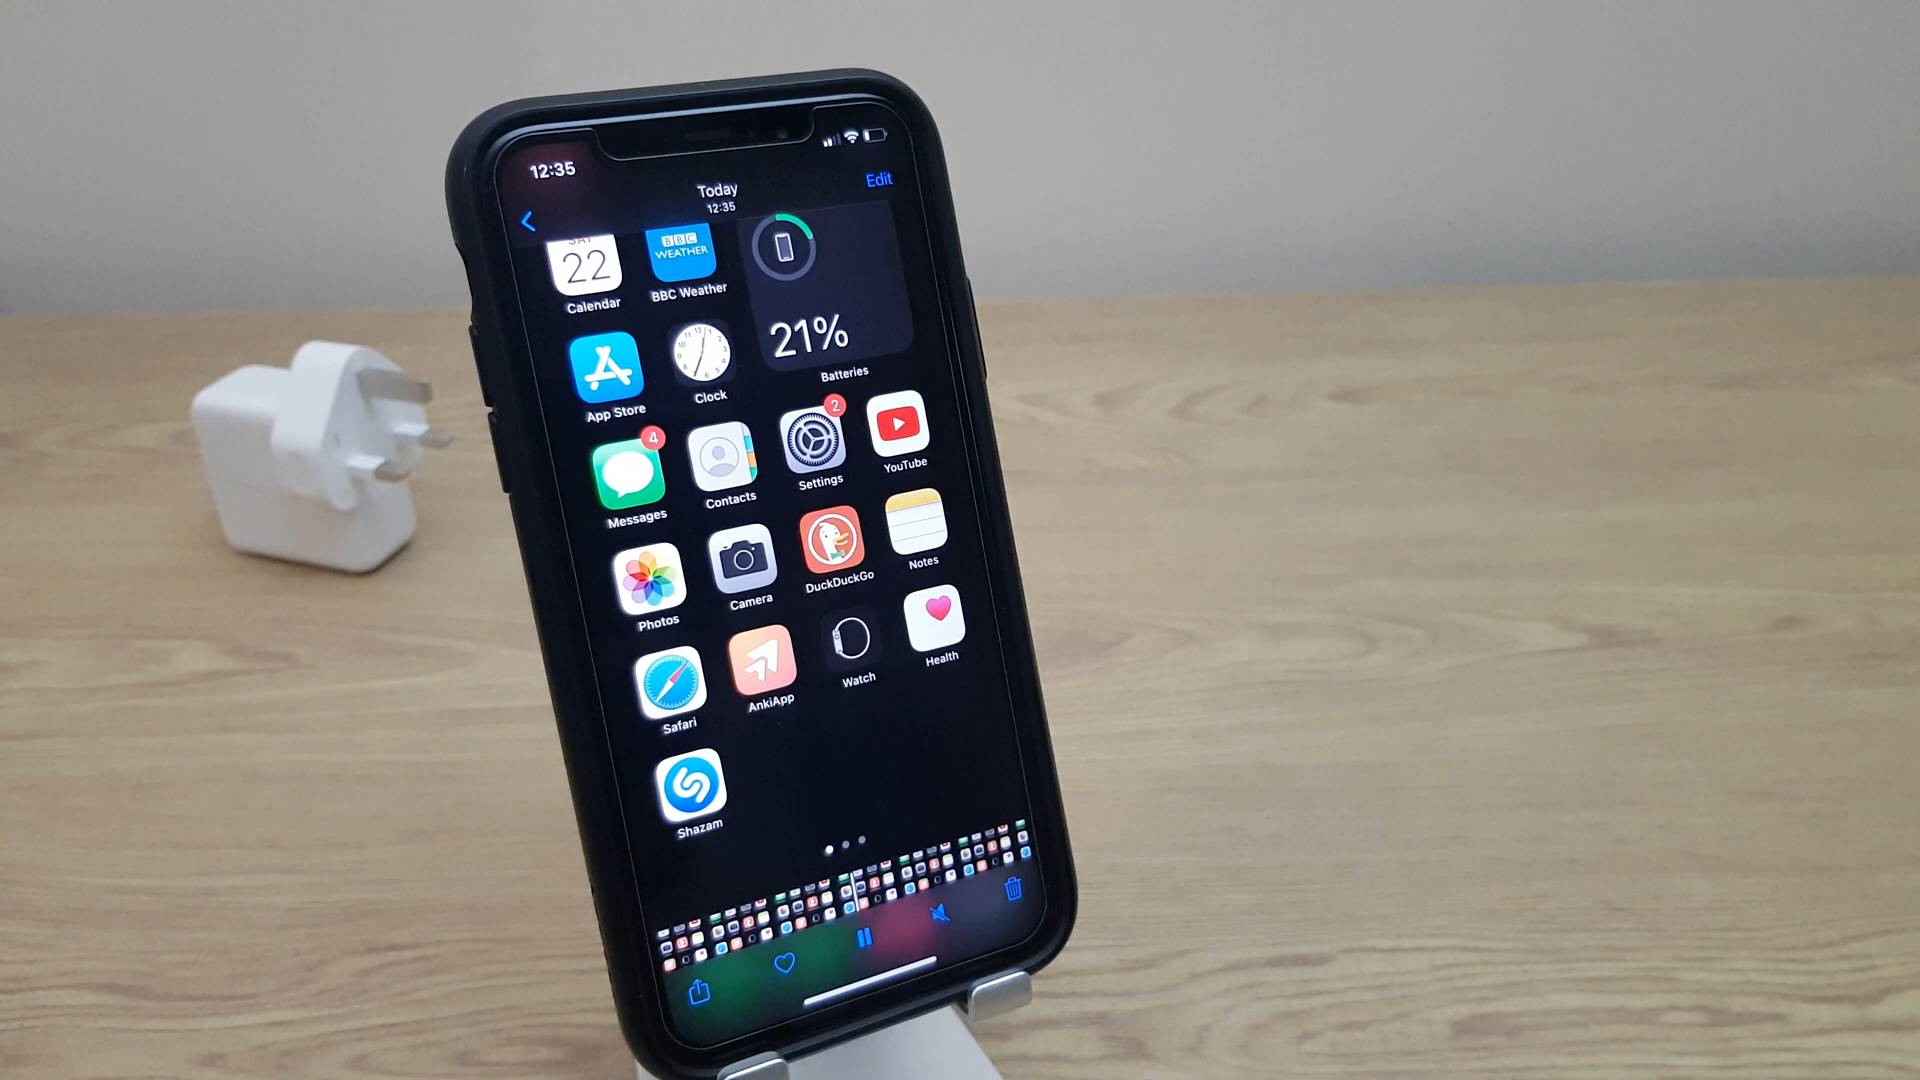 12:35
Today
12:35
Edit
SAT
22
Calendar
BBC
WEATHER
BBC Weather
21%
Batteries
App Store
Clock
4
Messages
Contacts
2
Settings
YouTube
Photos
Camera
DuckDuckGo
Notes
Safari
AnkiApp
Watch
Health
Shazam